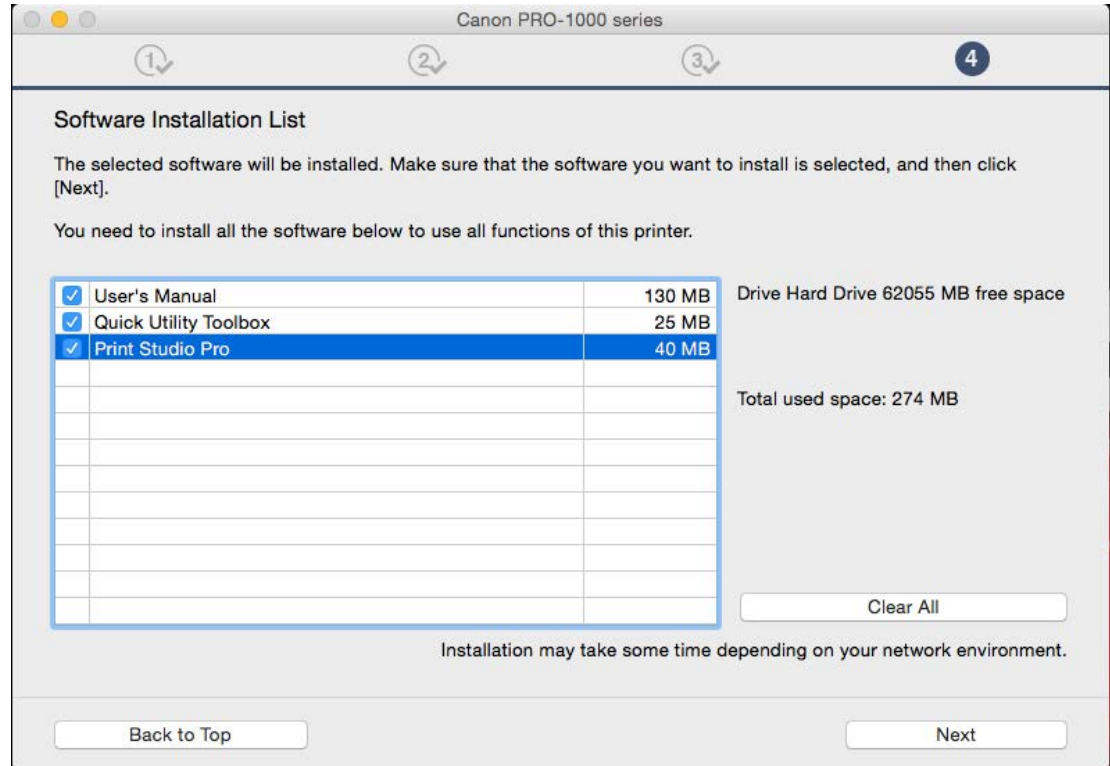 Canon PRO-1000 series
1 2 3 4
Software Installation List
The selected software will be installed. Make sure that the software you want to install is selected, and then click
[Next].
You need to install all the software below to use all functions of this printer.
User's Manual 130 MB
Drive Hard Drive 62055 MB free space
Quick Utility Toolbox 25 MB
Print Studio Pro 40 MB
Total used space: 274 MB
Clear All
Installation may take some time depending on your network environment.
Back to Top Next